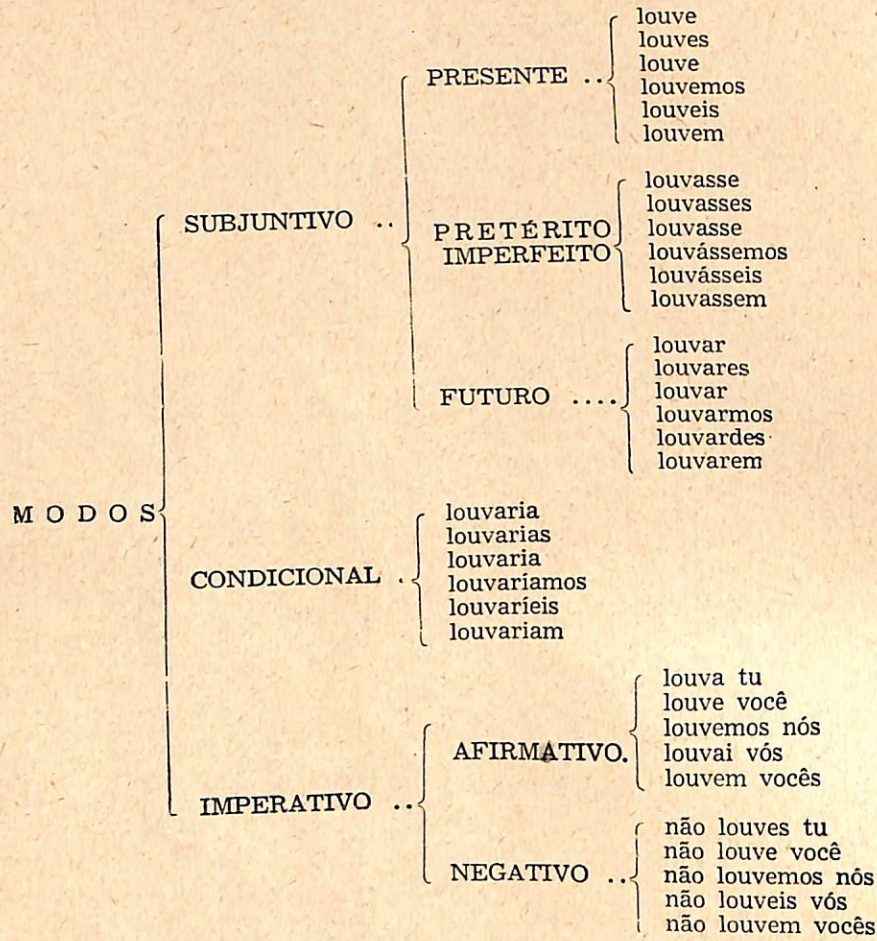 MODOS
SUBJUNTIVO ..
PRESENTE ..
louve
louves
louve
louvemos
louveis
louvem
PRETÉRITO
IMPERFEITO
louvasse
louvasses
louvasse
louvássemos
louvásseis
louvassem
FUTURO ....
louvar
louvares
louvar
louvarmos
louvardes
louvarem
CONDICIONAL .
louvaria
louvarias
louvaria
louvaríamos
louvaríeis
louvariam
IMPERATIVO ..
AFIRMATIVO.
louva tu
louve você
louvemos nós
louvai vós
louvem vocês
NEGATIVO ..
não louves tu
não louve você
não louvemos nós
não louveis vós
não louvem vocês